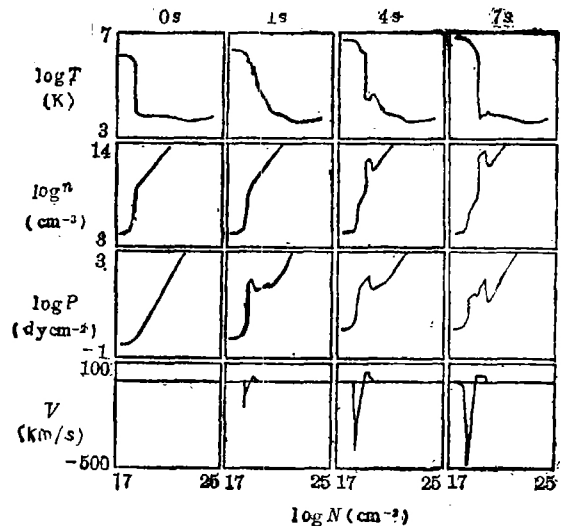 0s 1s 4s 7s
7
log T
(K)
3
14
log n
(cm⁻³)
8
3
log P
(dycm⁻²)
-1
100
V
(km/s)
-500
17 25 17 25 17 25 17 25
log N (cm⁻²)